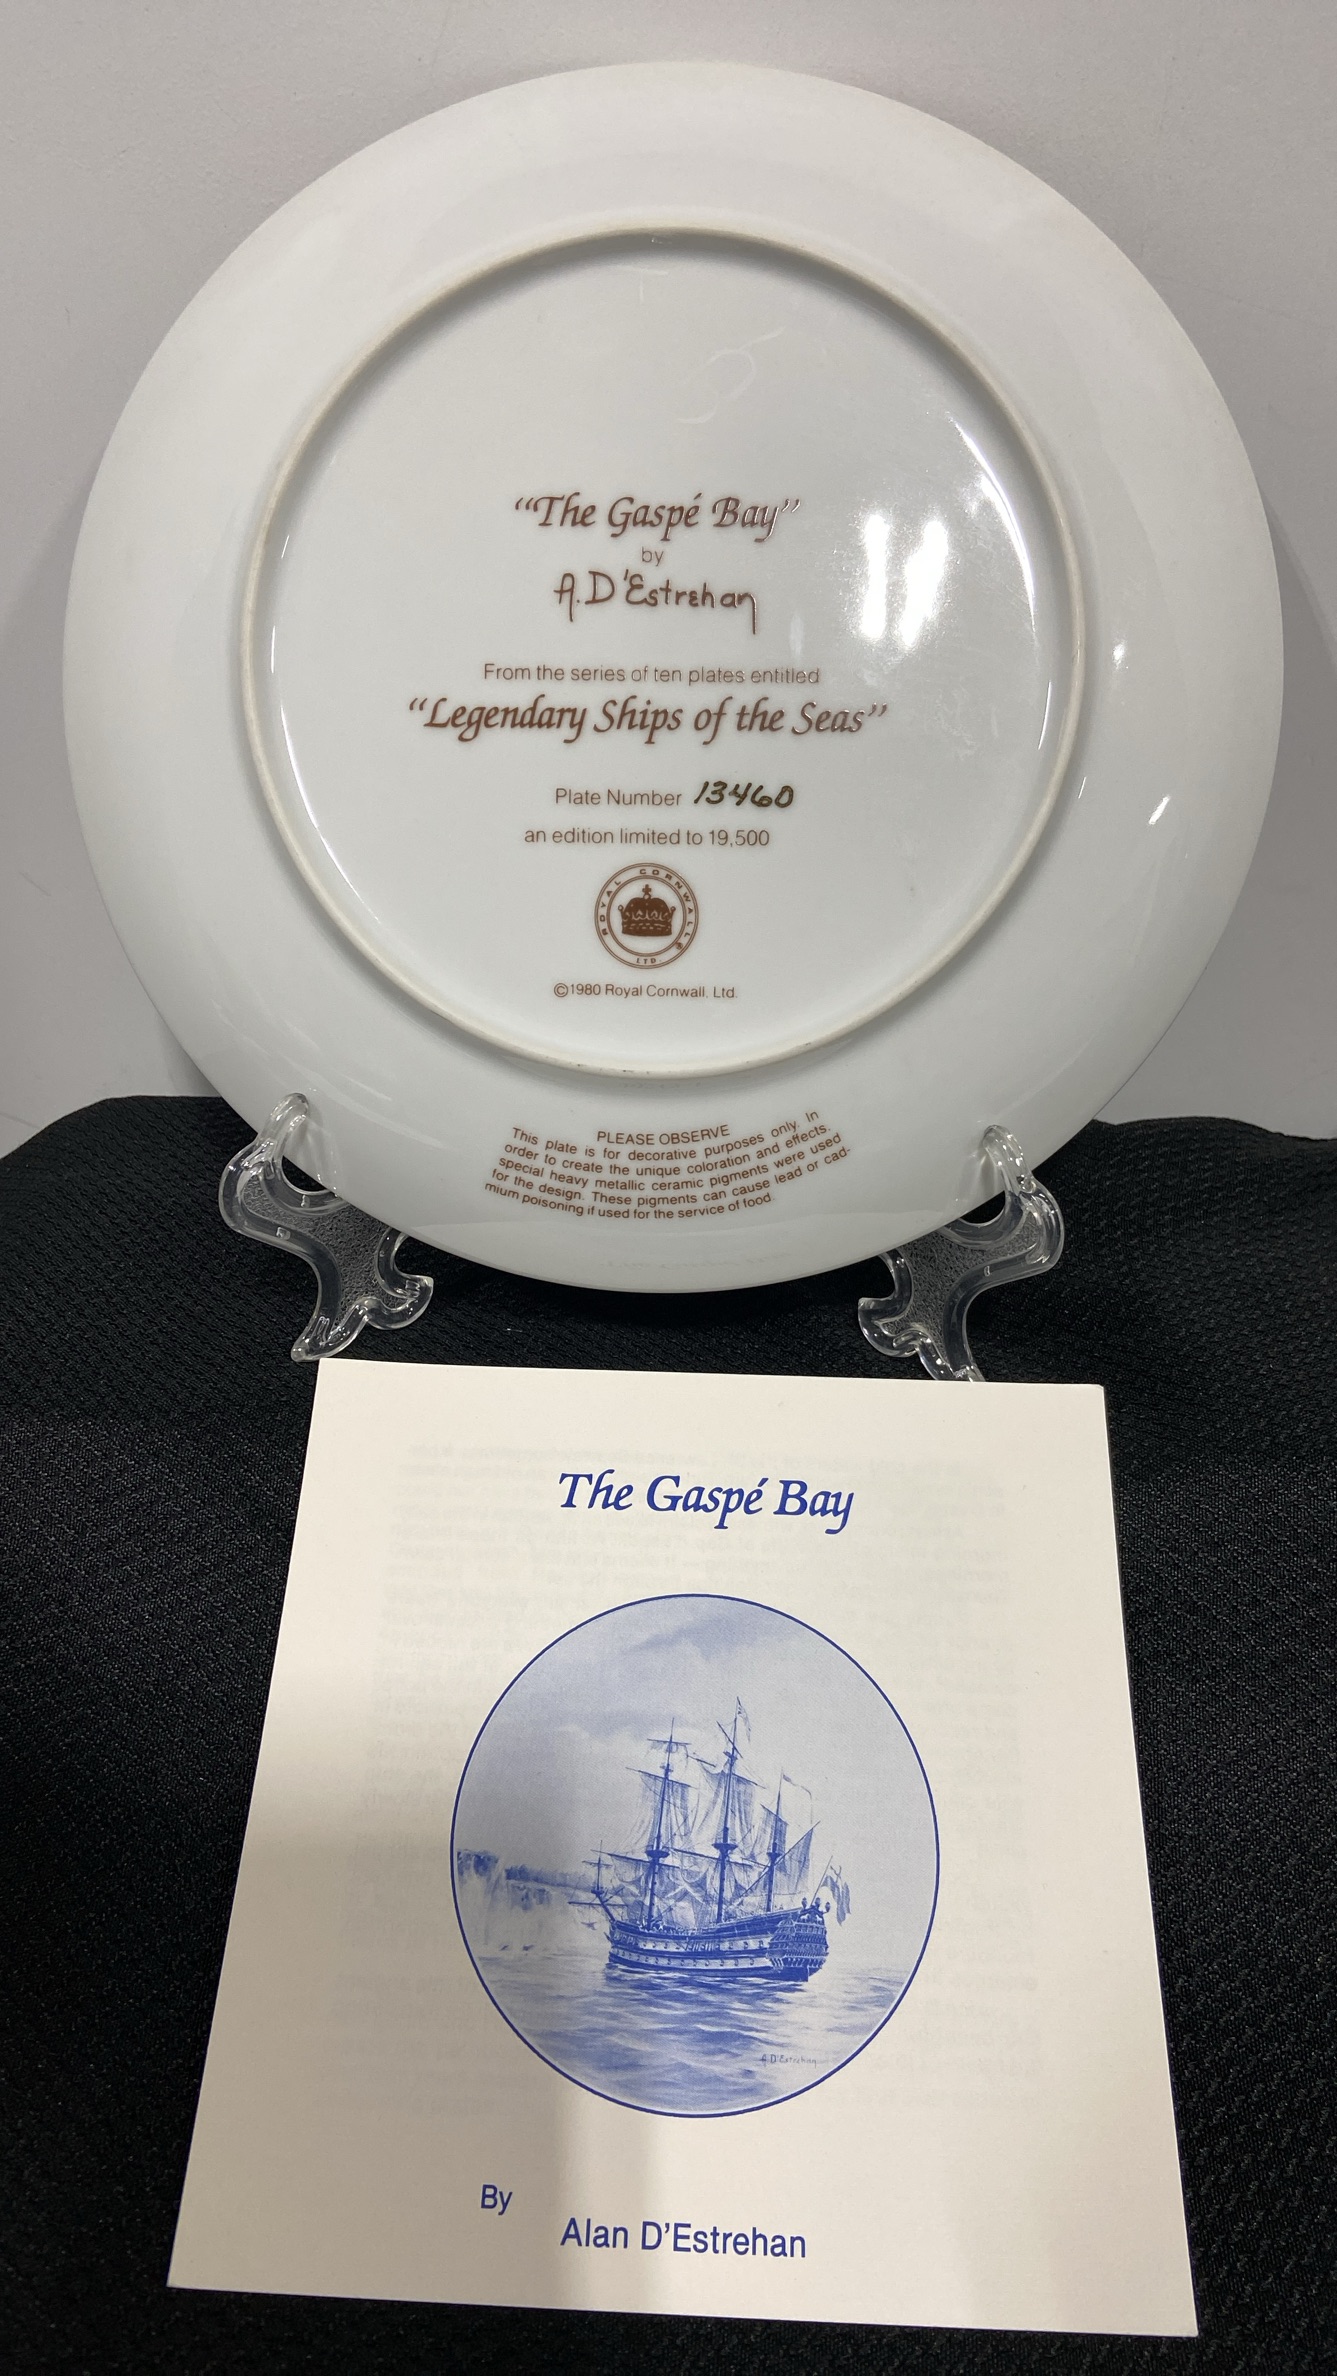 “The Gaspé Bay”
by
A. D'Estrehan
From the series of ten plates entitled
“Legendary Ships of the Seas”
Plate Number 13460
an edition limited to 19,500
ROYAL CORNWALL
LTD.
©1980 Royal Cornwall, Ltd.
PLEASE OBSERVE
This plate is for decorative purposes only. In
order to create the unique coloration and effects,
special heavy metallic ceramic pigments were used
for the design. These pigments can cause lead or cad-
mium poisoning if used for the service of food.
The Gaspé Bay
A. D'Estrehan
By
Alan D'Estrehan